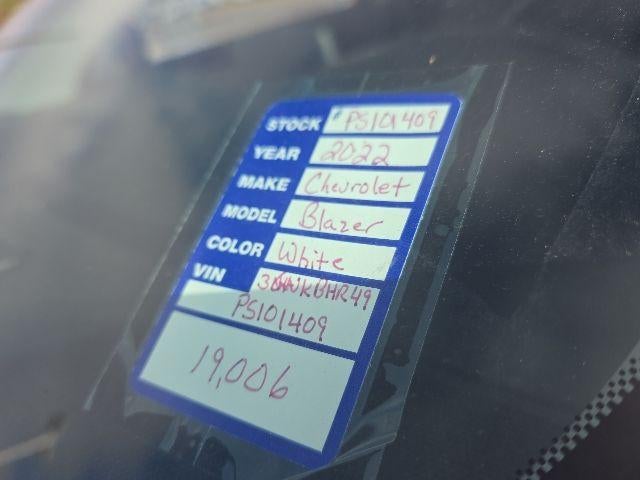 STOCK # PS101409
YEAR 2022
MAKE Chevrolet
MODEL Blazer
COLOR White
VIN
PS101409
19,006